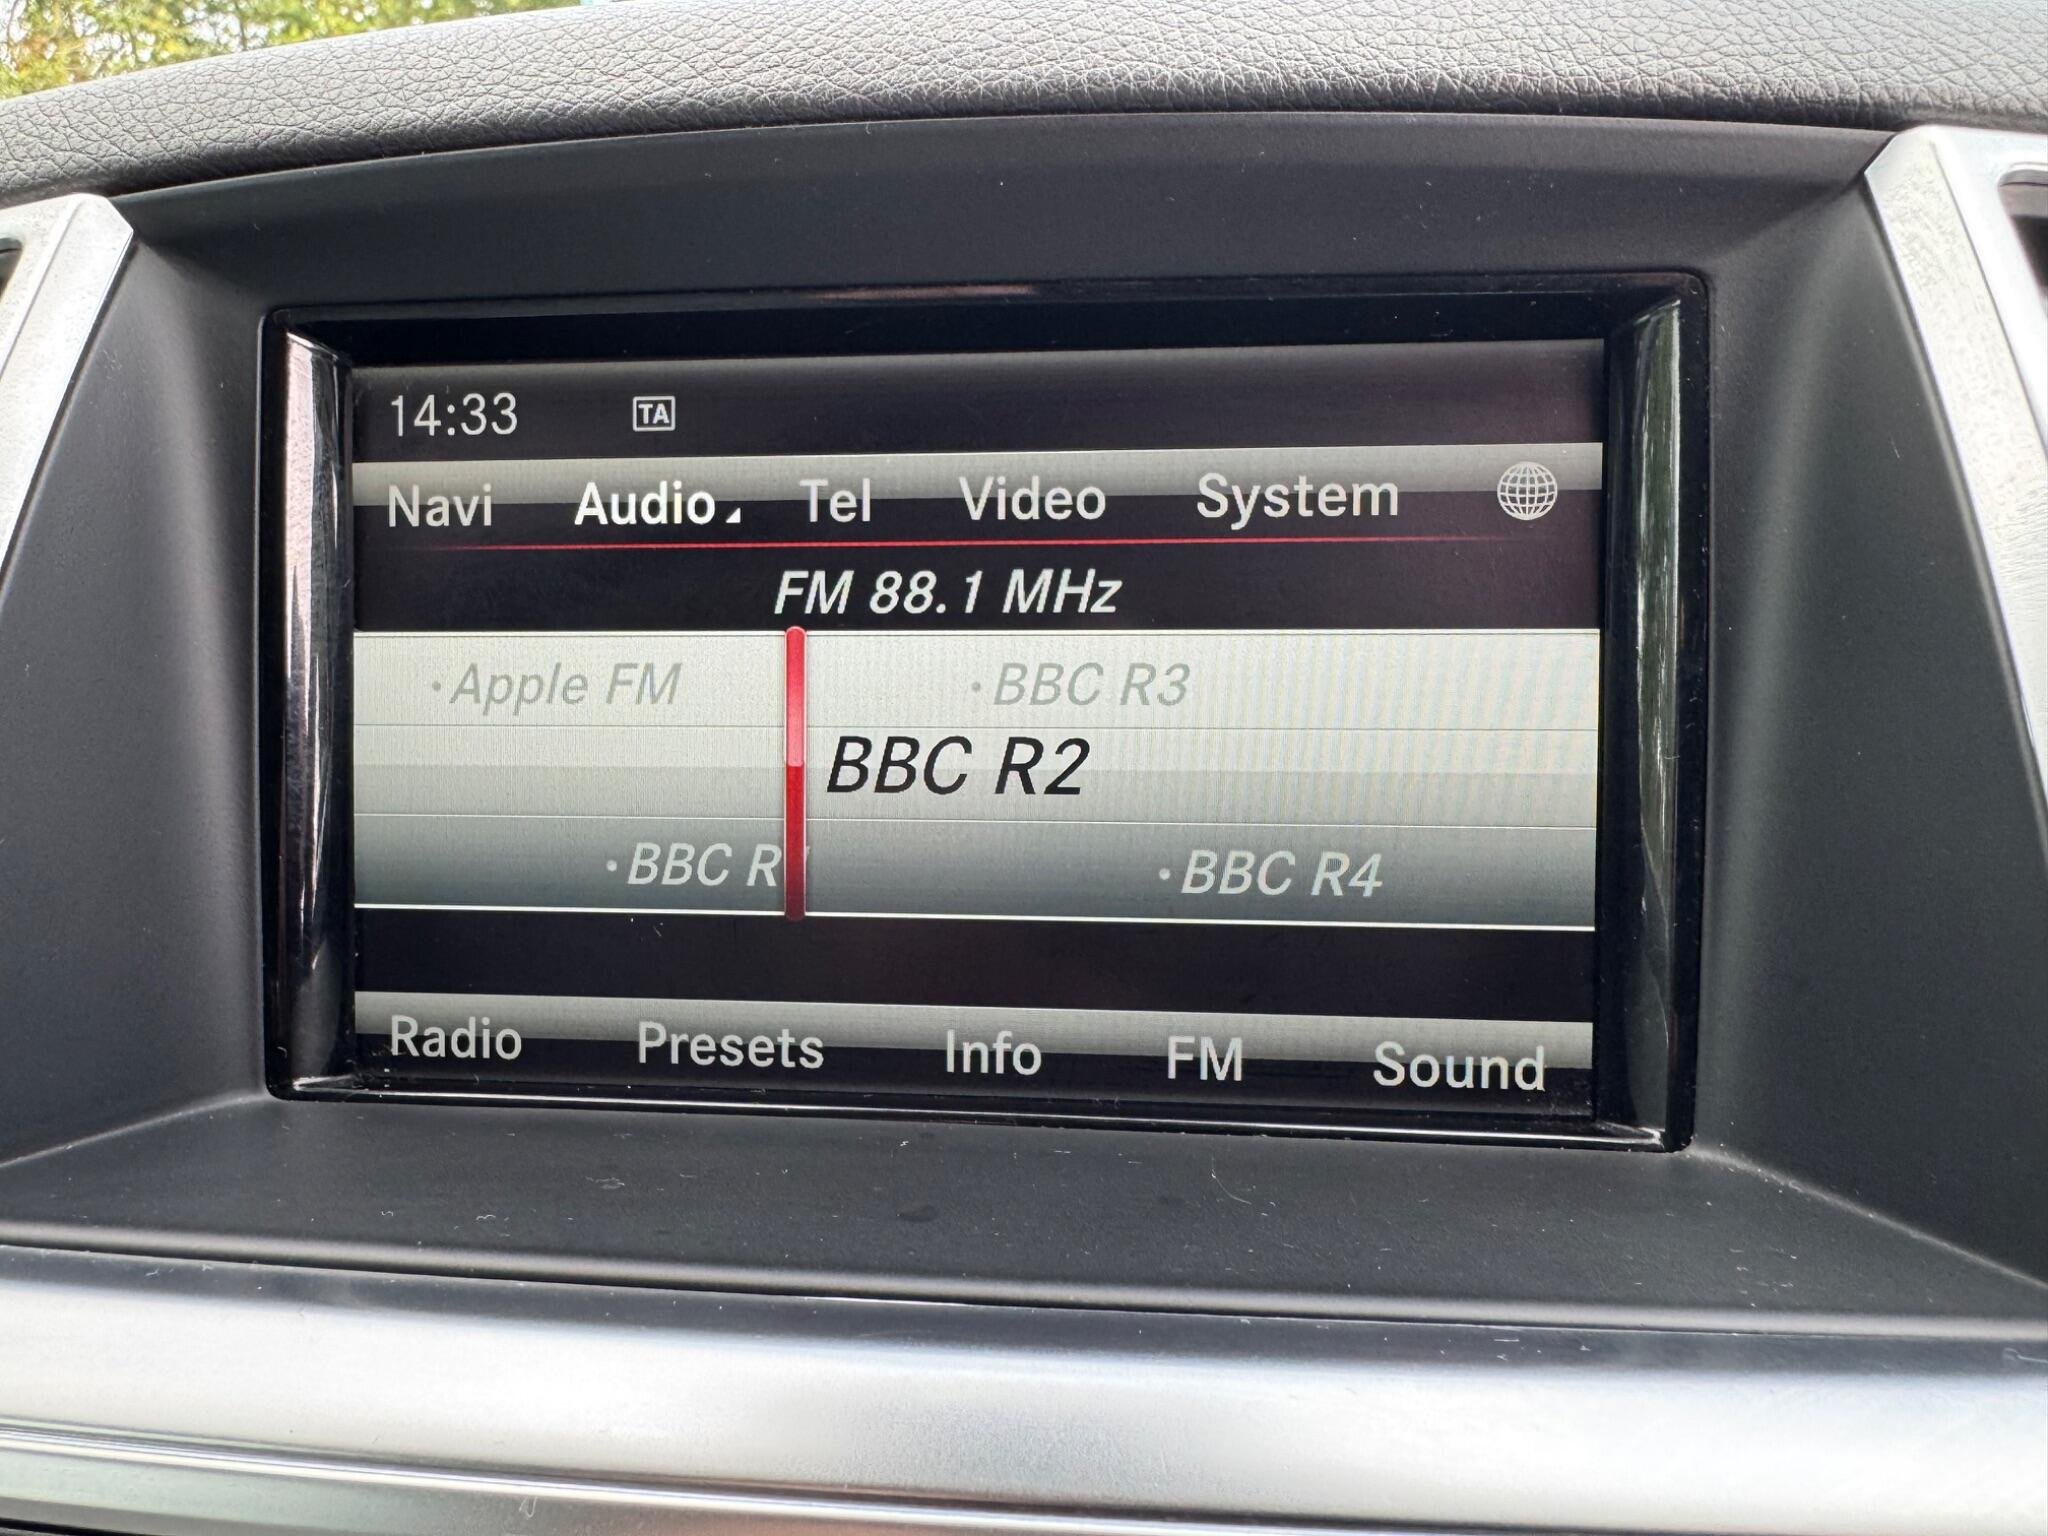 14:33 TA
Navi Audio Tel Video System
FM 88.1 MHz
·Apple FM ·BBC R3
BBC R2
·BBC R ·BBC R4
Radio Presets Info FM Sound